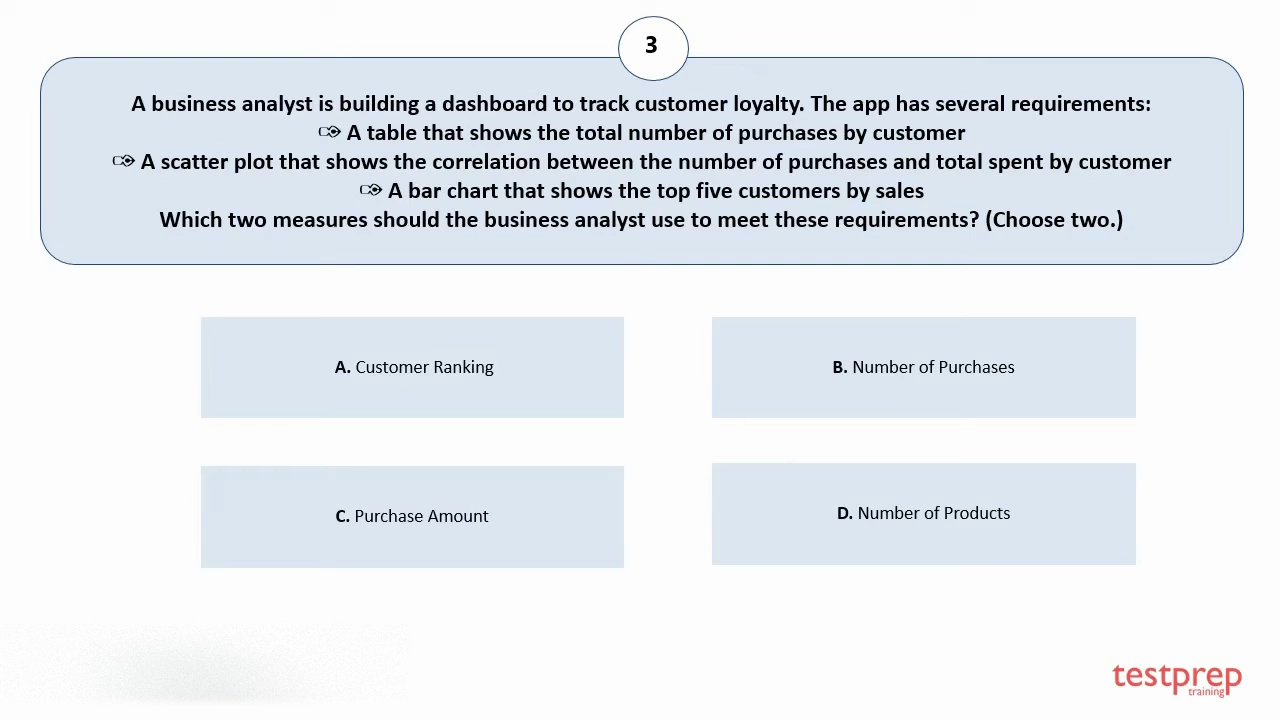 3
A business analyst is building a dashboard to track customer loyalty. The app has several requirements:
A table that shows the total number of purchases by customer
A scatter plot that shows the correlation between the number of purchases and total spent by customer
A bar chart that shows the top five customers by sales
Which two measures should the business analyst use to meet these requirements? (Choose two.)
A. Customer Ranking
B. Number of Purchases
C. Purchase Amount
D. Number of Products
testprep
training